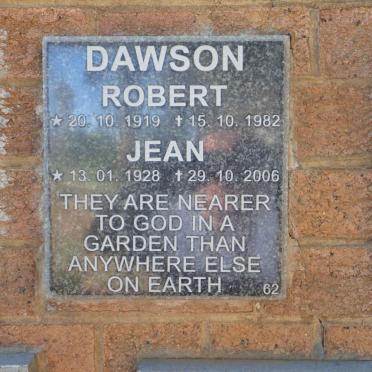 DAWSON
ROBERT
★ 20. 10. 1919 ✝ 15. 10. 1982
JEAN
★ 13. 01. 1928 ✝ 29. 10. 2006
THEY ARE NEARER
TO GOD IN A
GARDEN THAN
ANYWHERE ELSE
ON EARTH
62